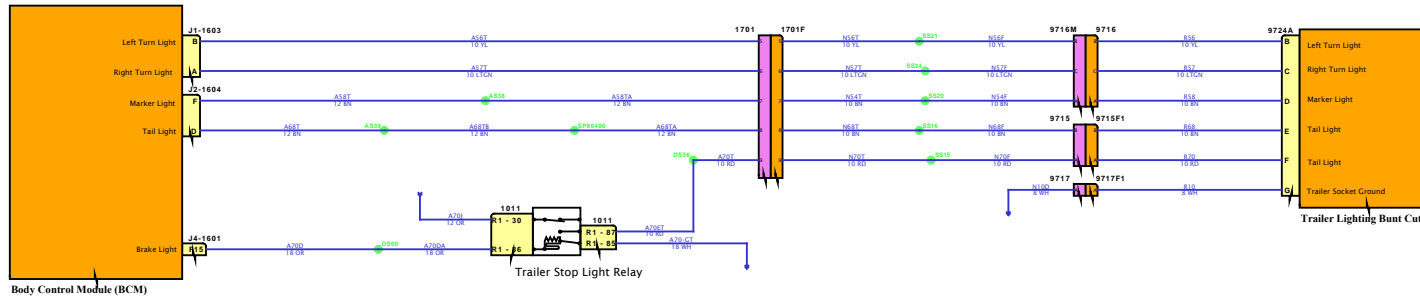 J1-1603
1701
1701F
9716M
9716
9724A
Left Turn Light
B
A56T
10 YL
N56T
10 YL
SS21
N56F
10 YL
R56
10 YL
B
Left Turn Light
Right Turn Light
A
A57T
10 LTGN
N57T
10 LTGN
SS24
N57F
10 LTGN
R57
10 LTGN
C
Right Turn Light
J2-1604
Marker Light
F
A58T
12 BN
AS38
A58TA
12 BN
N54T
10 BN
SS20
N54F
10 BN
R58
10 BN
D
Marker Light
9715
9715F1
Tail Light
D
A68T
12 BN
AS39
A68TB
12 BN
SP86400
A68TA
12 BN
N68T
10 BN
SS16
N68F
10 BN
R68
10 BN
E
Tail Light
DS56
A70T
10 RD
N70T
10 RD
SS15
N70F
10 RD
R70
10 RD
F
Tail Light
9717
9717F1
N10D
8 WH
R10
8 WH
G
Trailer Socket Ground
Trailer Lighting Bunt Cut
A70J
12 OR
1011
R1 - 30
1011
R1 - 87
A70ET
10 RD
J4-1601
Brake Light
F15
A70D
18 OR
DS60
A70DA
18 OR
R1 - 86
R1 - 85
A70-GT
18 WH
Trailer Stop Light Relay
Body Control Module (BCM)